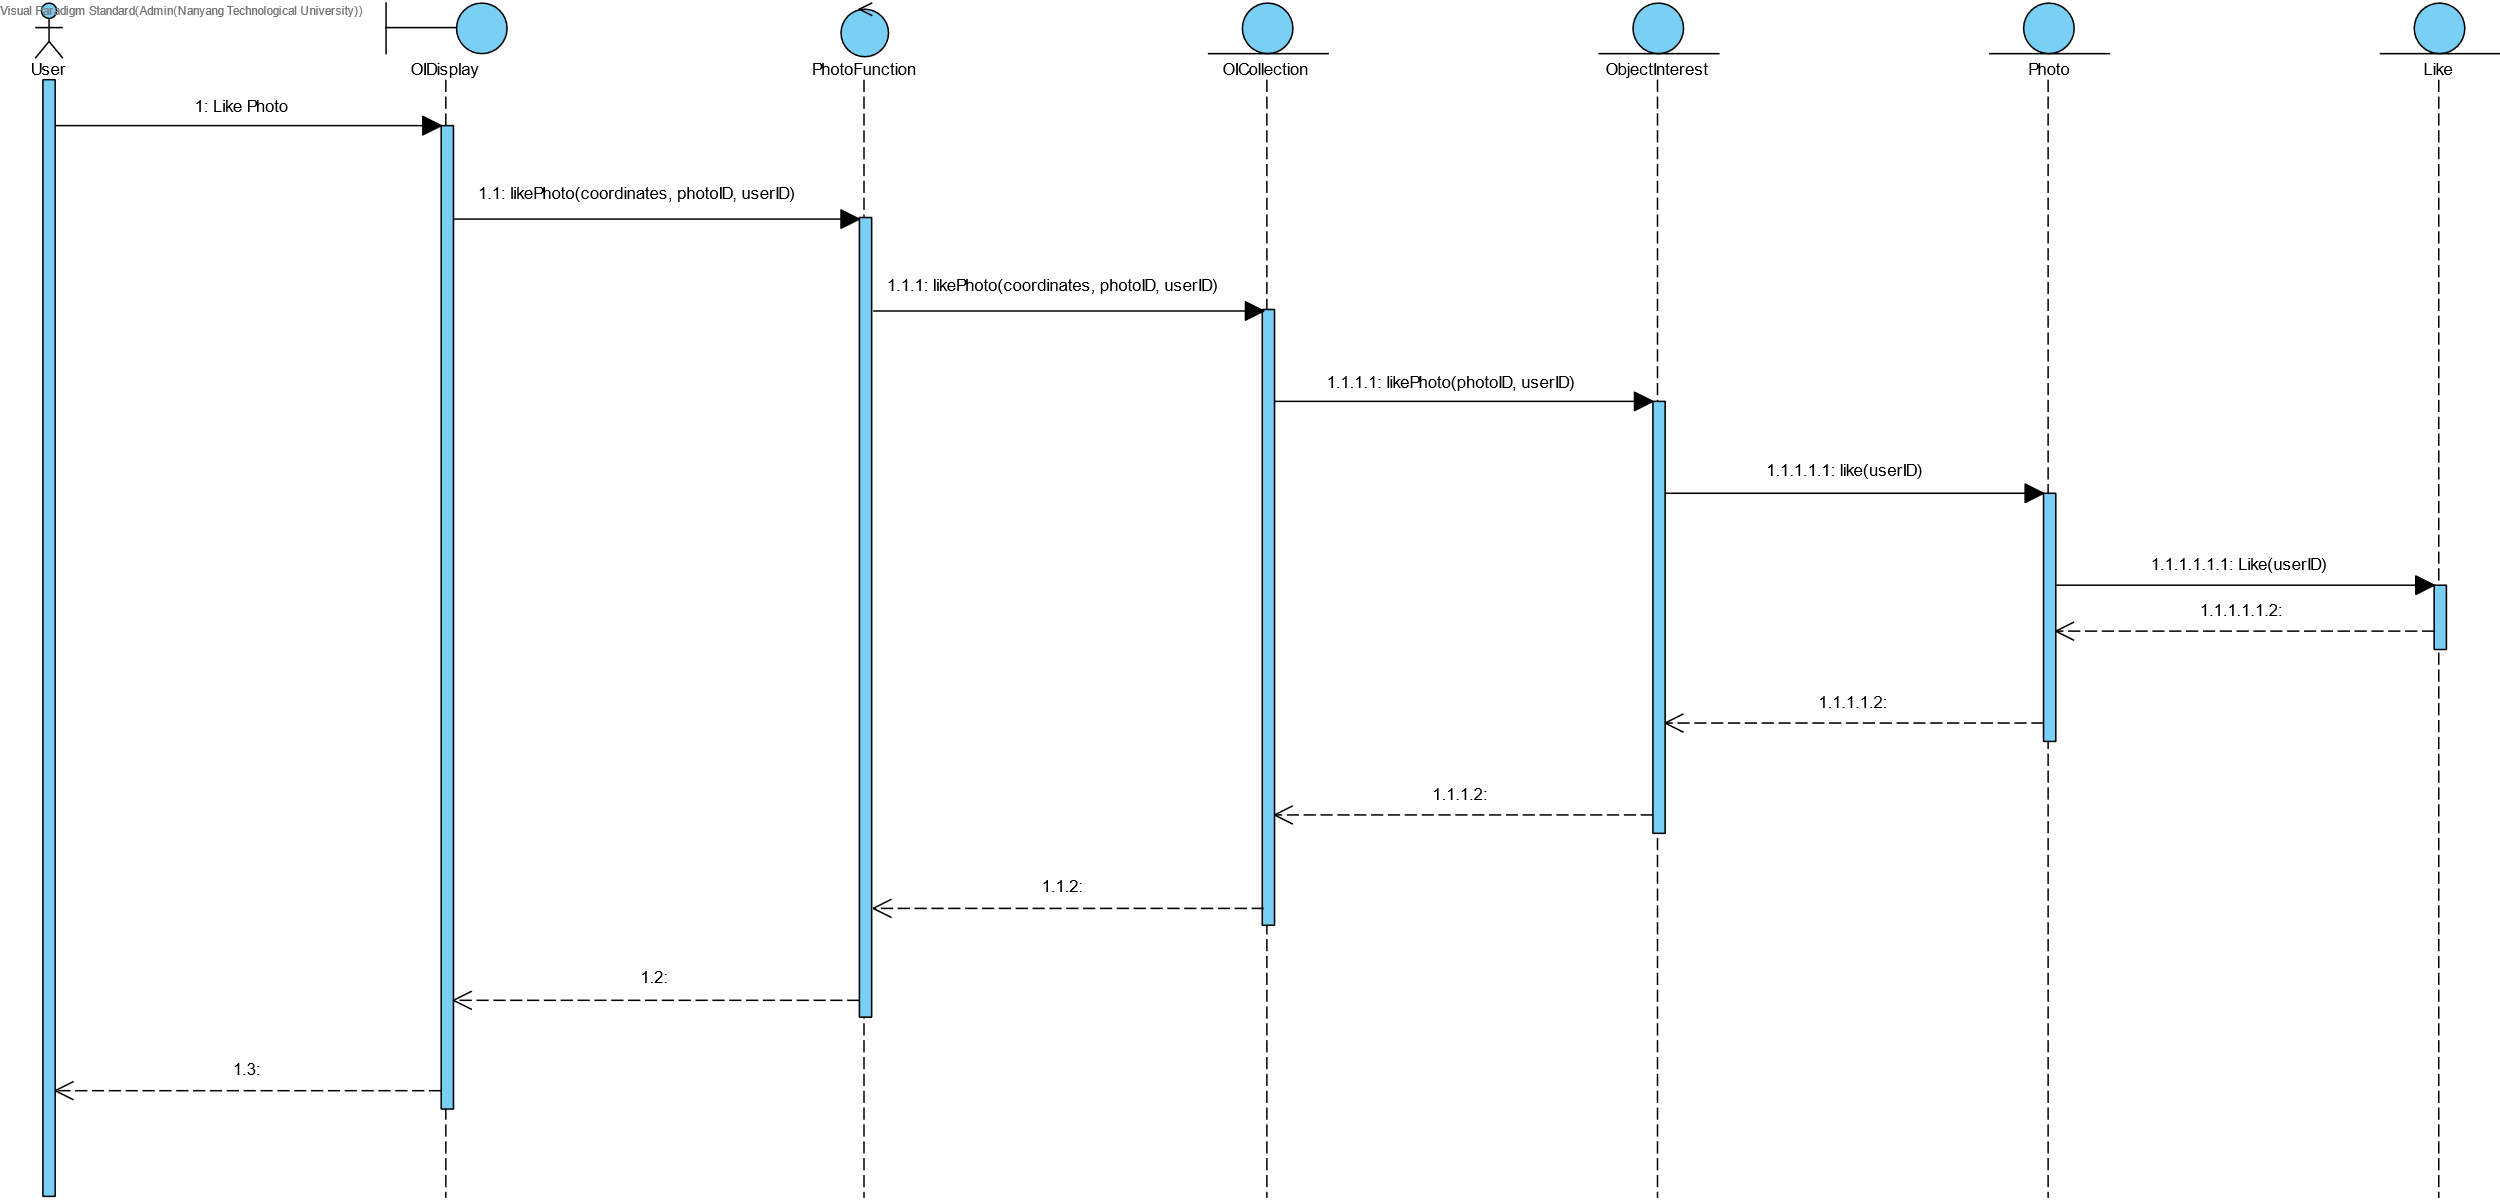 Visual Paradigm Standard(Admin(Nanyang Technological University))
User
OIDisplay
PhotoFunction
OICollection
ObjectInterest
Photo
Like
1: Like Photo
1.1: likePhoto(coordinates, photoID, userID)
1.1.1: likePhoto(coordinates, photoID, userID)
1.1.1.1: likePhoto(photoID, userID)
1.1.1.1.1: like(userID)
1.1.1.1.1.1: Like(userID)
1.1.1.1.1.2:
1.1.1.1.2:
1.1.1.2:
1.1.2:
1.2:
1.3: